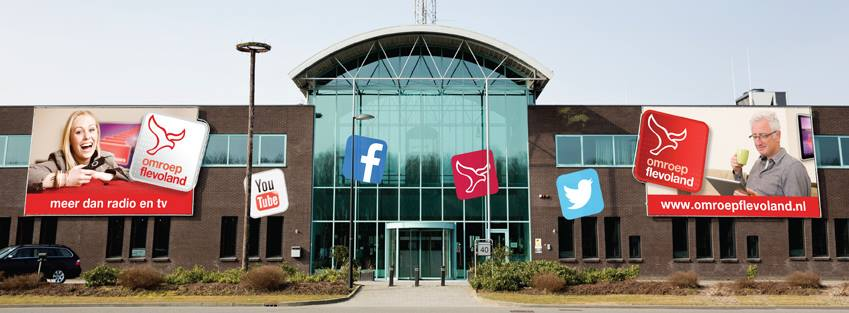 omroep
flevoland
meer dan radio en tv
You
Tube
f
40
omroep
flevoland
www.omroepflevoland.nl